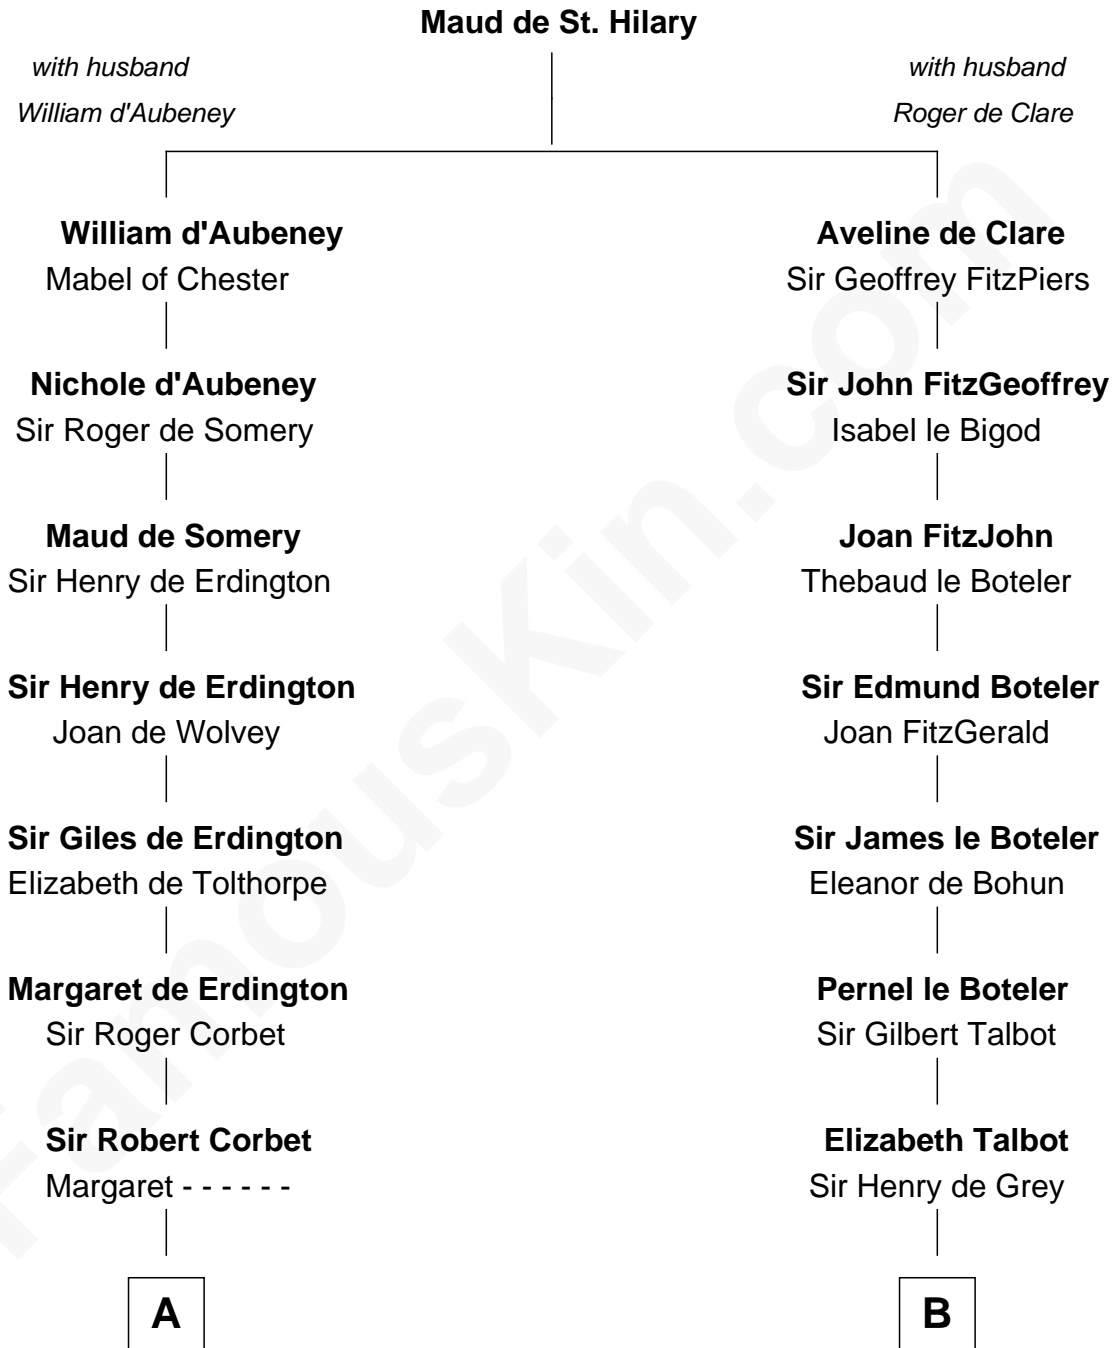 Maud de St. Hilary
with husband
William d'Aubeney
with husband
Roger de Clare
William d'Aubeney
Mabel of Chester
Nichole d'Aubeney
Sir Roger de Somery
Maud de Somery
Sir Henry de Erdington
Sir Henry de Erdington
Joan de Wolvey
Sir Giles de Erdington
Elizabeth de Tolthorpe
Margaret de Erdington
Sir Roger Corbet
Sir Robert Corbet
Margaret - - - - - -
A
Aveline de Clare
Sir Geoffrey FitzPiers
Sir John FitzGeoffrey
Isabel le Bigod
Joan FitzJohn
Thebaud le Boteler
Sir Edmund Boteler
Joan FitzGerald
Sir James le Boteler
Eleanor de Bohun
Pernel le Boteler
Sir Gilbert Talbot
Elizabeth Talbot
Sir Henry de Grey
B
FamousKin.com